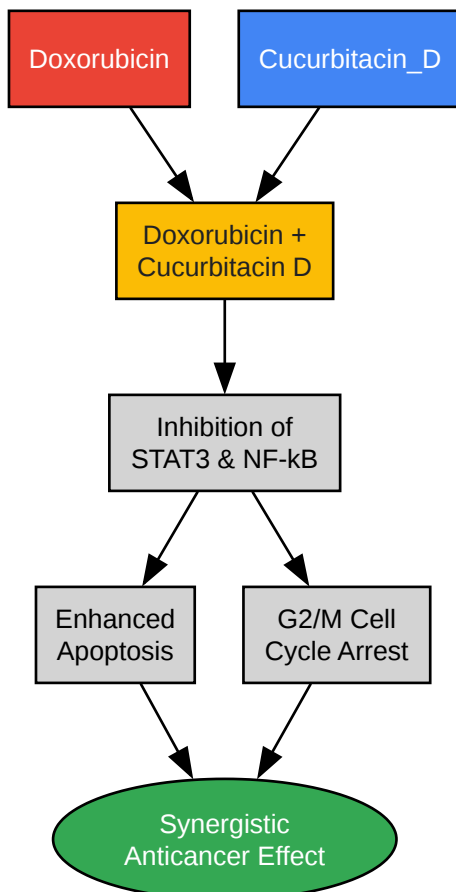 Doxorubicin
Cucurbitacin_D
Doxorubicin +
Cucurbitacin D
Inhibition of
STAT3 & NF-kB
Enhanced
Apoptosis
G2/M Cell
Cycle Arrest
Synergistic
Anticancer Effect